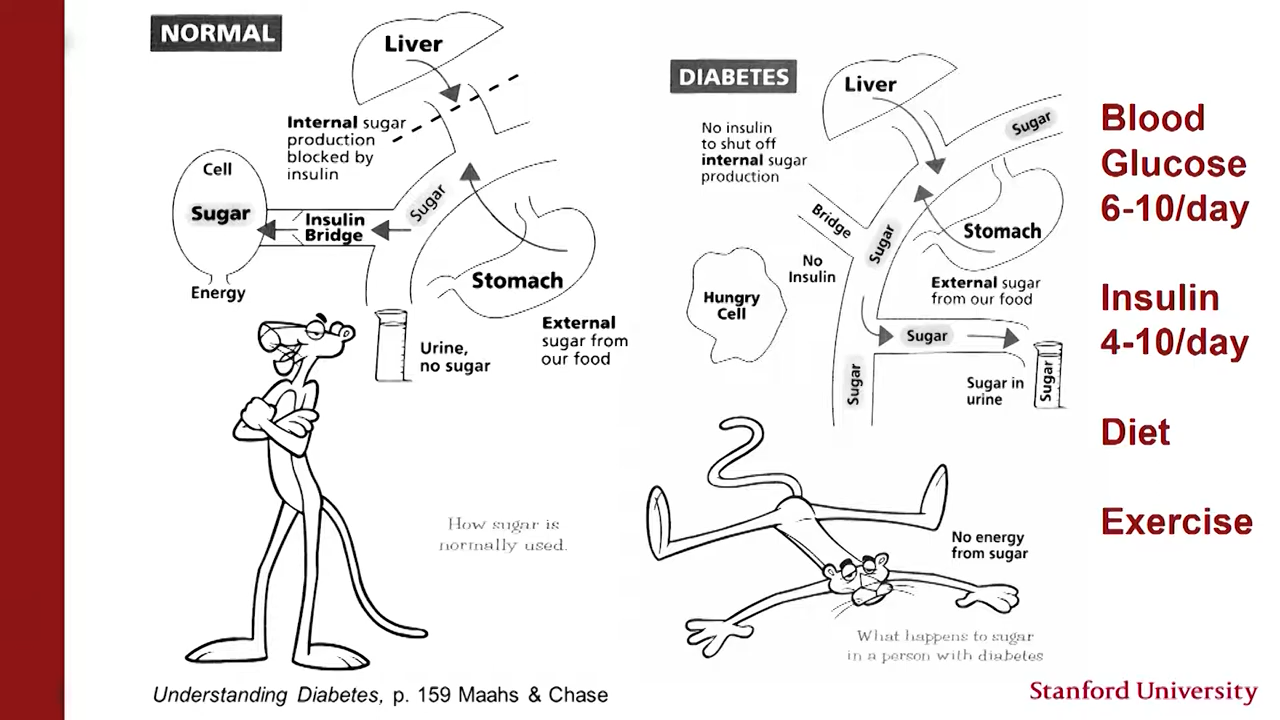 NORMAL
Liver
Internal sugar
production
blocked by
insulin
Cell
Sugar
Insulin
Bridge
Sugar
Energy
Stomach
External
sugar from
our food
Urine,
no sugar
How sugar is
normally used.
DIABETES
Liver
Sugar
No insulin
to shut off
internal sugar
production
Bridge
Sugar
Stomach
No
Insulin
Hungry
Cell
External sugar
from our food
Sugar
Sugar
Sugar in
urine
Sugar
No energy
from sugar
What happens to sugar
in a person with diabetes
Blood
Glucose
6-10/day
Insulin
4-10/day
Diet
Exercise
Understanding Diabetes, p. 159 Maahs & Chase
Stanford University